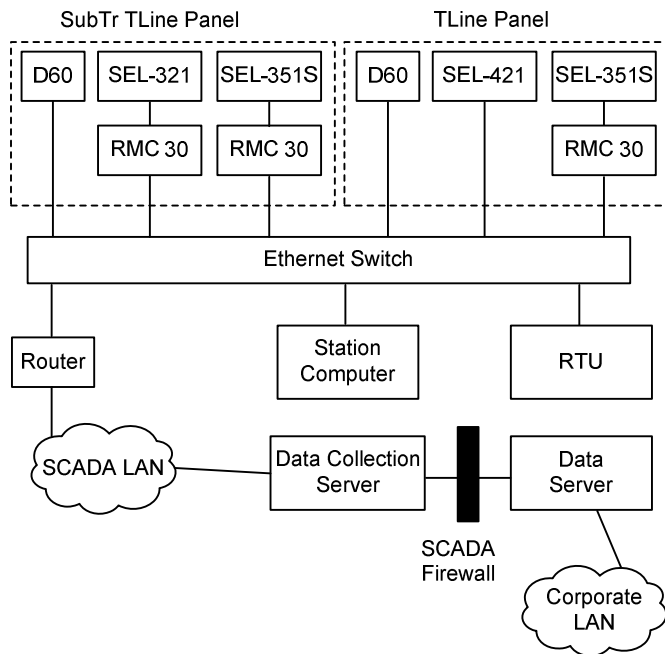 SubTr TLine Panel
TLine Panel
D60
SEL-321
SEL-351S
D60
SEL-421
SEL-351S
RMC 30
RMC 30
RMC 30
Ethernet Switch
Router
Station
Computer
RTU
SCADA LAN
Data Collection
Server
Data
Server
SCADA
Firewall
Corporate
LAN